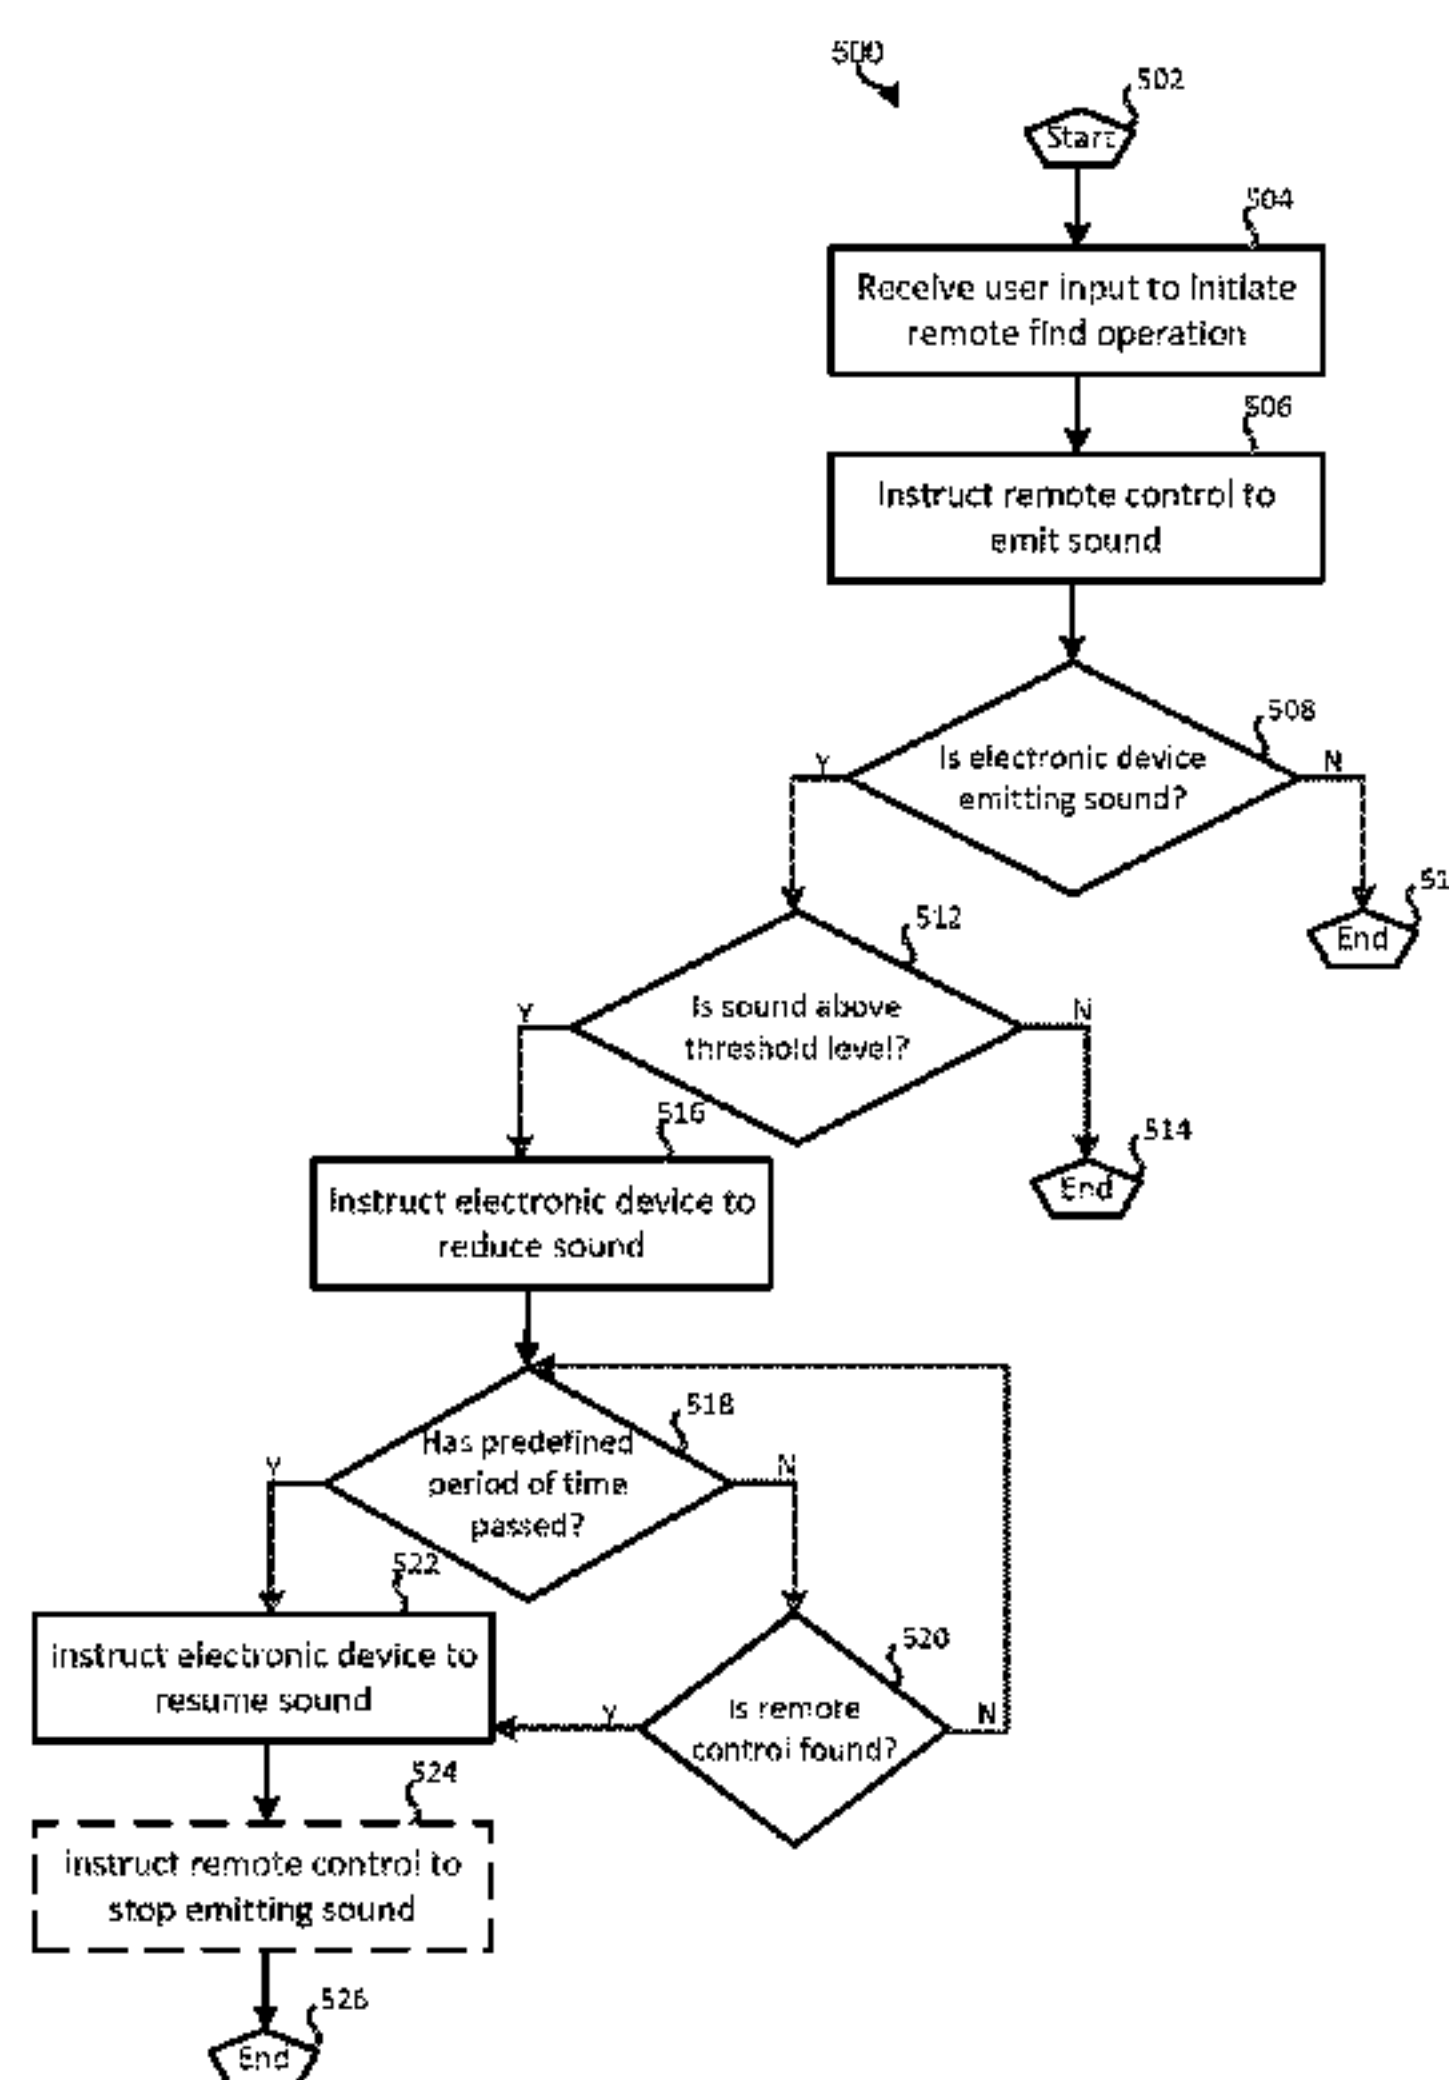 500
502
Start
504
Receive user input to initiate
remote find operation
506
Instruct remote control to
emit sound
508
Is electronic device
emitting sound?
Y
N
51
End
512
Is sound above
threshold level?
Y
N
514
End
516
Instruct electronic device to
reduce sound
518
Has predefined
period of time
passed?
Y
N
522
Instruct electronic device to
resume sound
520
Is remote
control found?
Y
N
524
Instruct remote control to
stop emitting sound
526
End